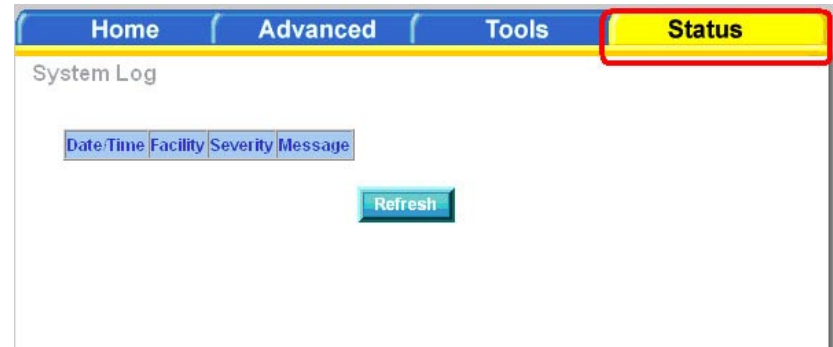 Home Advanced Tools Status
System Log
Date/Time Facility Severity Message
Refresh